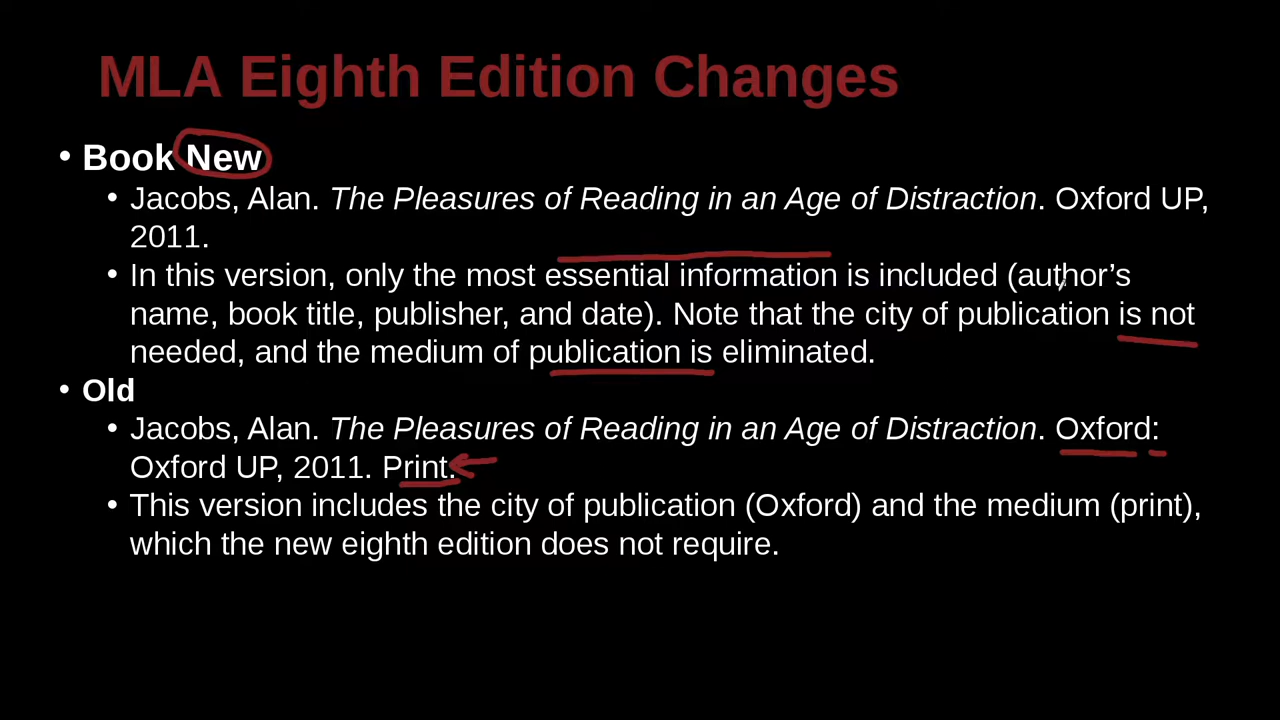 MLA Eighth Edition Changes
• Book New
• Jacobs, Alan. The Pleasures of Reading in an Age of Distraction. Oxford UP,
2011.
• In this version, only the most essential information is included (author’s
name, book title, publisher, and date). Note that the city of publication is not
needed, and the medium of publication is eliminated.
• Old
• Jacobs, Alan. The Pleasures of Reading in an Age of Distraction. Oxford:
Oxford UP, 2011. Print.
• This version includes the city of publication (Oxford) and the medium (print),
which the new eighth edition does not require.